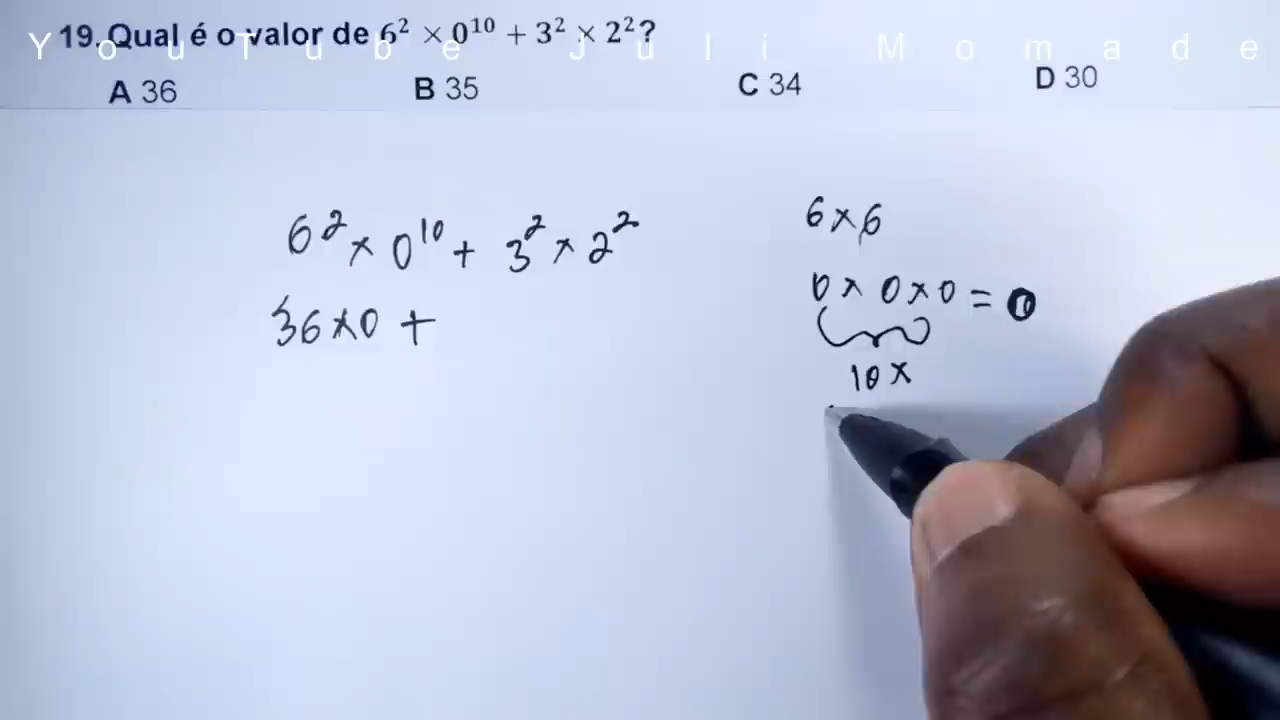 19. Qual é o valor de 6² × 0¹⁰ + 3² × 2²?
YouTube Juli Momade
A 36 B 35 C 34 D 30
6² × 0¹⁰ + 3² × 2²
36 × 0 +
6 × 6
0 × 0 × 0 = 0
10 ×